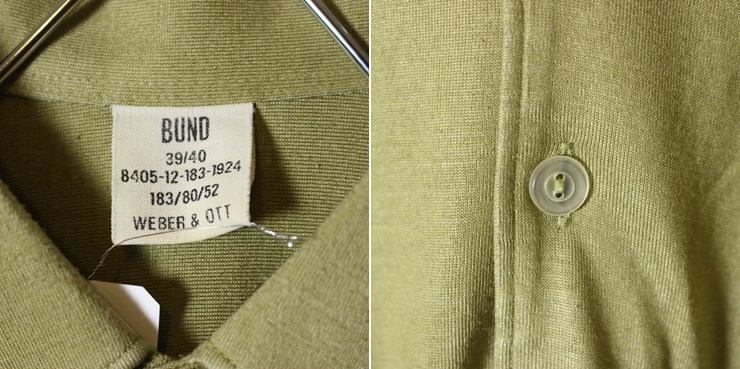 BUND
39/40
8405-12-183-1924
183/80/52
WEBER & OTT